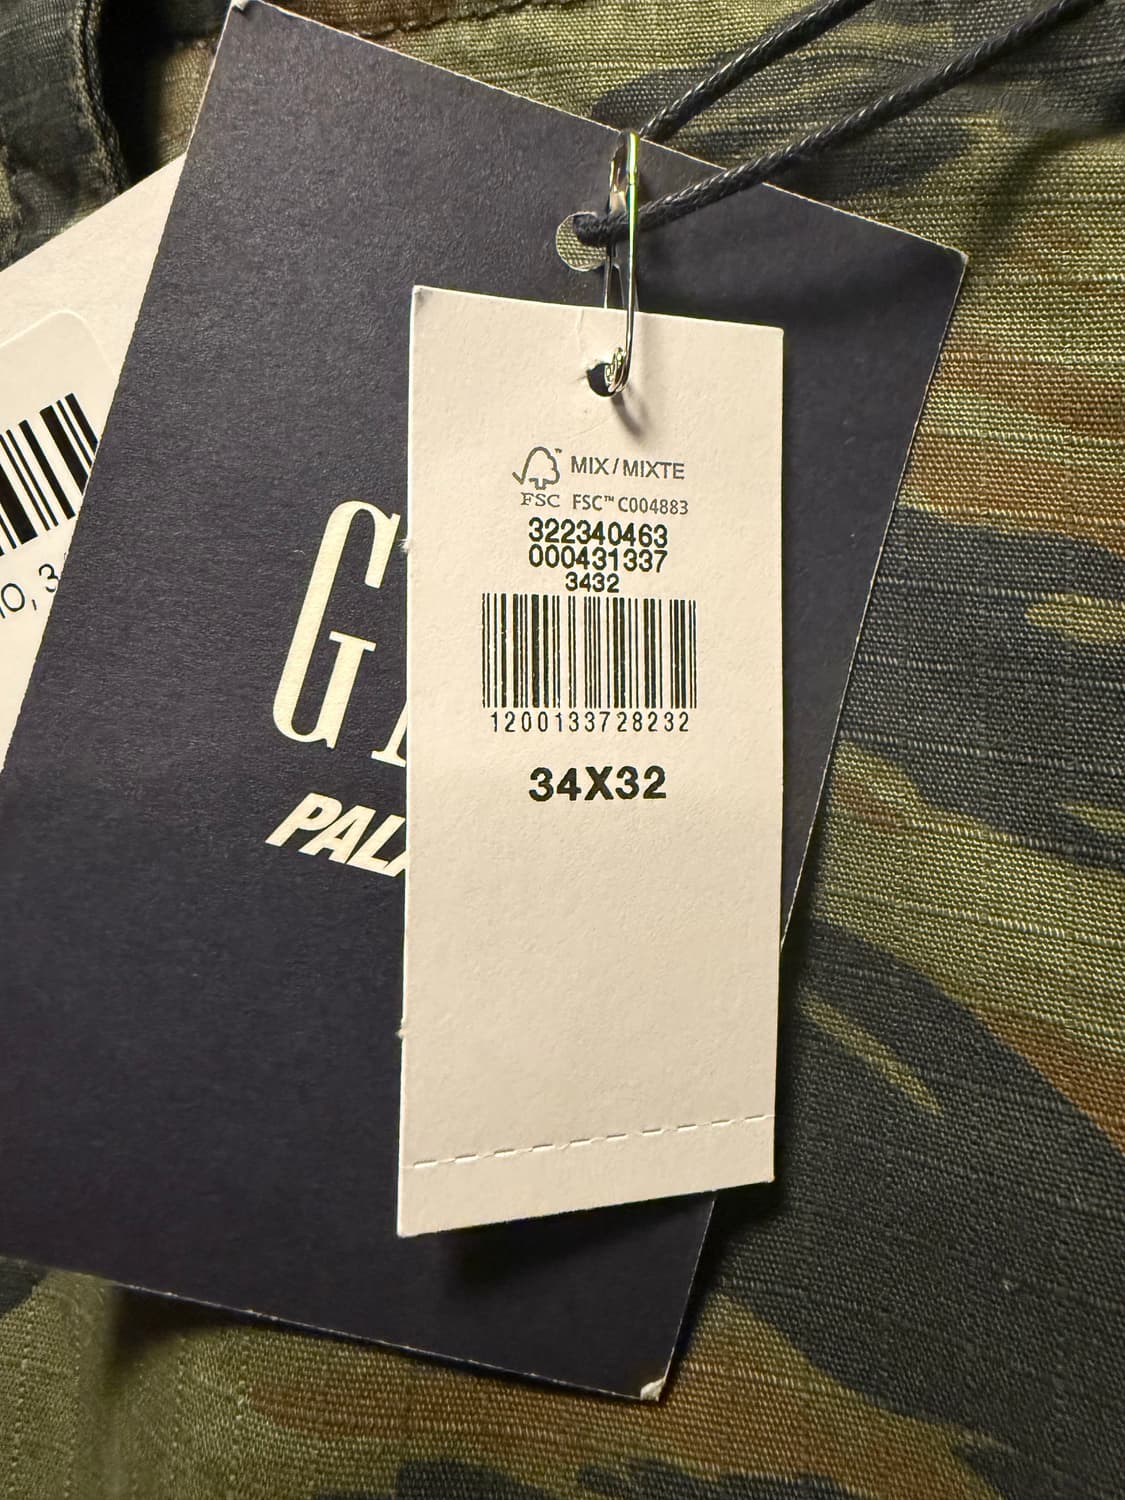 MIX / MIXTE
FSC FSC™ C004883
322340463
000431337
3432
1200133728232
34X32
G
PAL